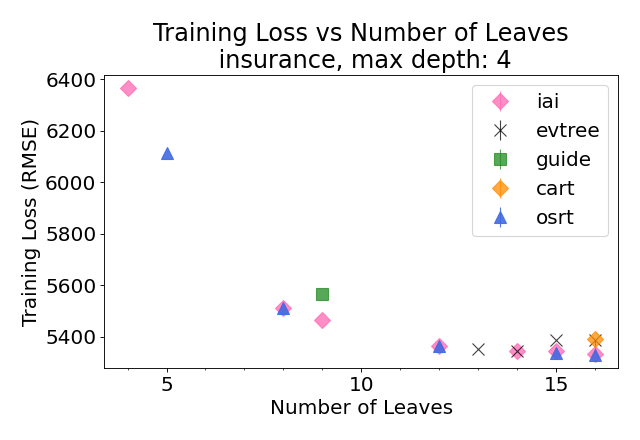 Training Loss vs Number of Leaves
insurance, max depth: 4
Training Loss (RMSE)
6400
6200
6000
5800
5600
5400
5
10
15
Number of Leaves
iai
evtree
guide
cart
osrt